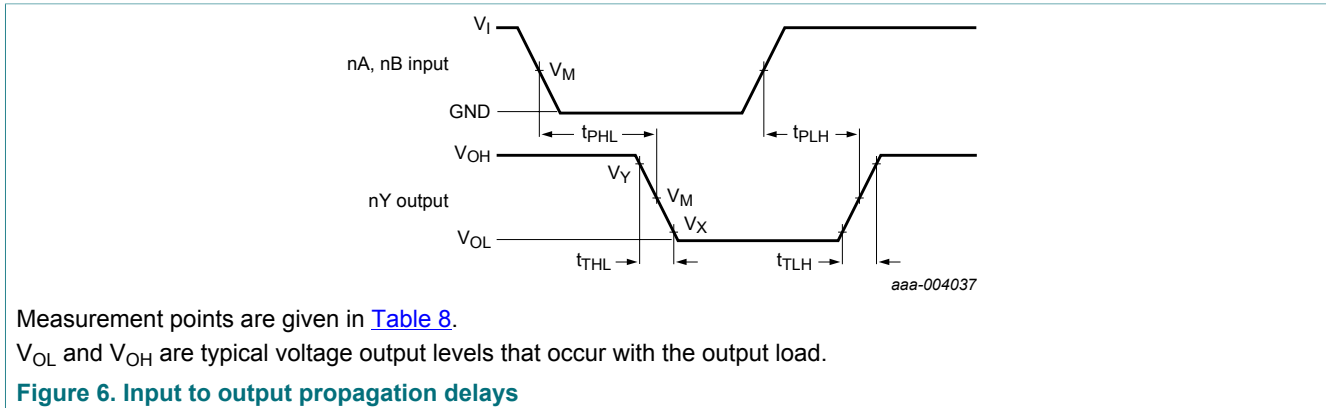 V_I
nA, nB input
V_M
GND
t_PHL
t_PLH
V_OH
V_Y
nY output
V_M
V_X
V_OL
t_THL
t_TLH
aaa-004037
Measurement points are given in Table 8.
V_OL and V_OH are typical voltage output levels that occur with the output load.
Figure 6. Input to output propagation delays